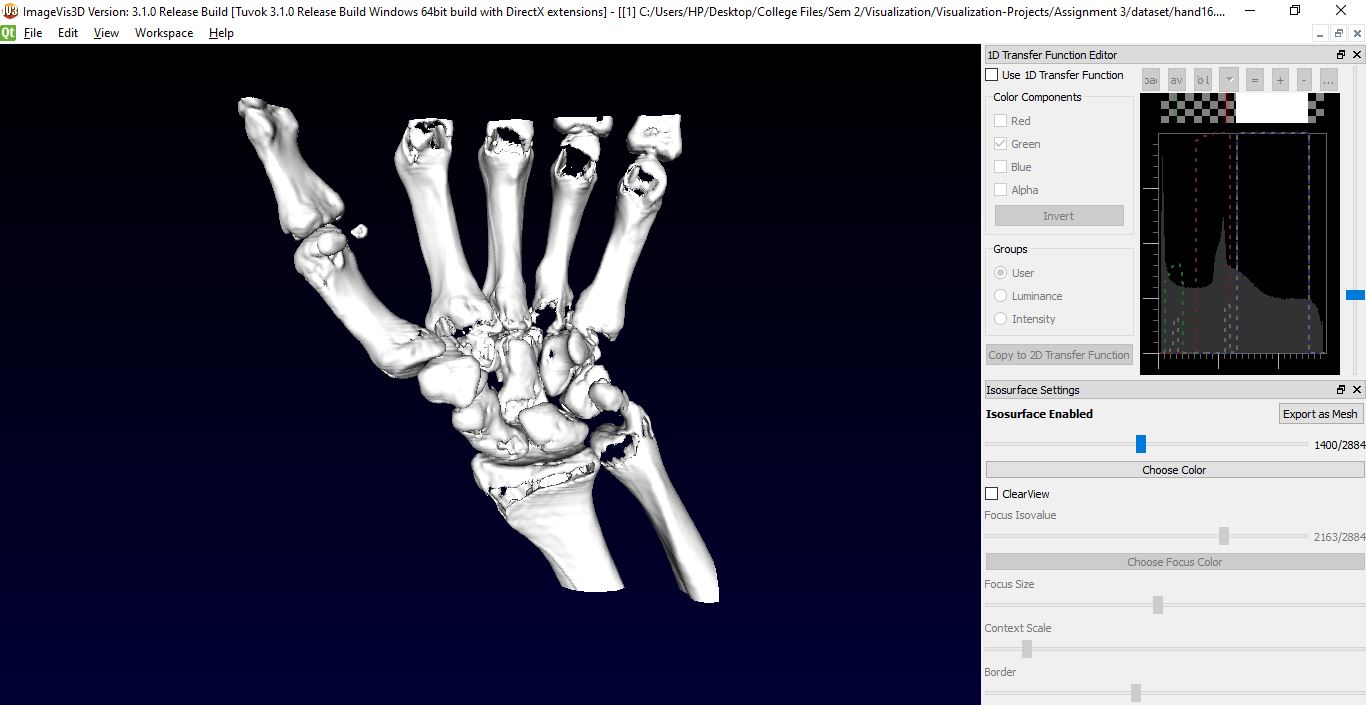 ImageVis3D Version: 3.1.0 Release Build [Tuvok 3.1.0 Release Build Windows 64bit build with DirectX extensions] - [[1] C:/Users/HP/Desktop/College Files/Sem 2/Visualization/Visualization-Projects/Assignment 3/dataset/hand16....
Qt File Edit View Workspace Help
1D Transfer Function Editor
Use 1D Transfer Function
av = + - ...
Color Components
Red
Green
Blue
Alpha
Invert
Groups
User
Luminance
Intensity
Copy to 2D Transfer Function
Isosurface Settings
Isosurface Enabled Export as Mesh
1400/2884
Choose Color
ClearView
Focus Isovalue
2163/2884
Choose Focus Color
Focus Size
Context Scale
Border